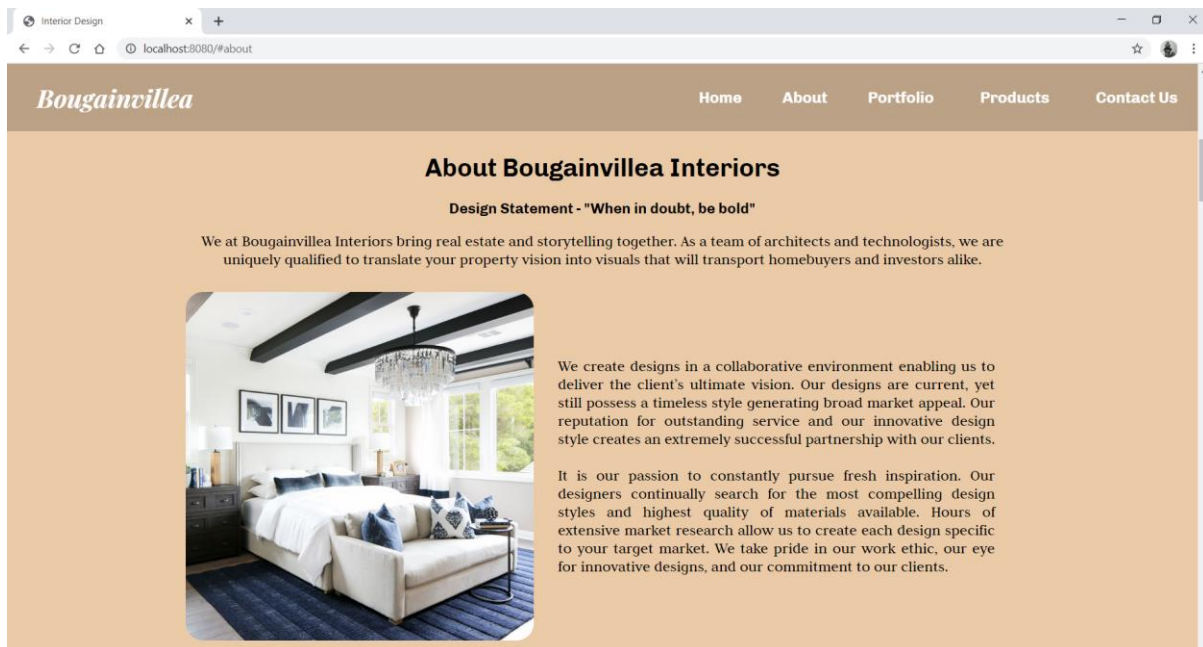 Interior Design
localhost:8080/#about
Bougainvillea
Home About Portfolio Products Contact Us
About Bougainvillea Interiors
Design Statement - "When in doubt, be bold"
We at Bougainvillea Interiors bring real estate and storytelling together. As a team of architects and technologists, we are
uniquely qualified to translate your property vision into visuals that will transport homebuyers and investors alike.
We create designs in a collaborative environment enabling us to
deliver the client's ultimate vision. Our designs are current, yet
still possess a timeless style generating broad market appeal. Our
reputation for outstanding service and our innovative design
style creates an extremely successful partnership with our clients.
It is our passion to constantly pursue fresh inspiration. Our
designers continually search for the most compelling design
styles and highest quality of materials available. Hours of
extensive market research allow us to create each design specific
to your target market. We take pride in our work ethic, our eye
for innovative designs, and our commitment to our clients.